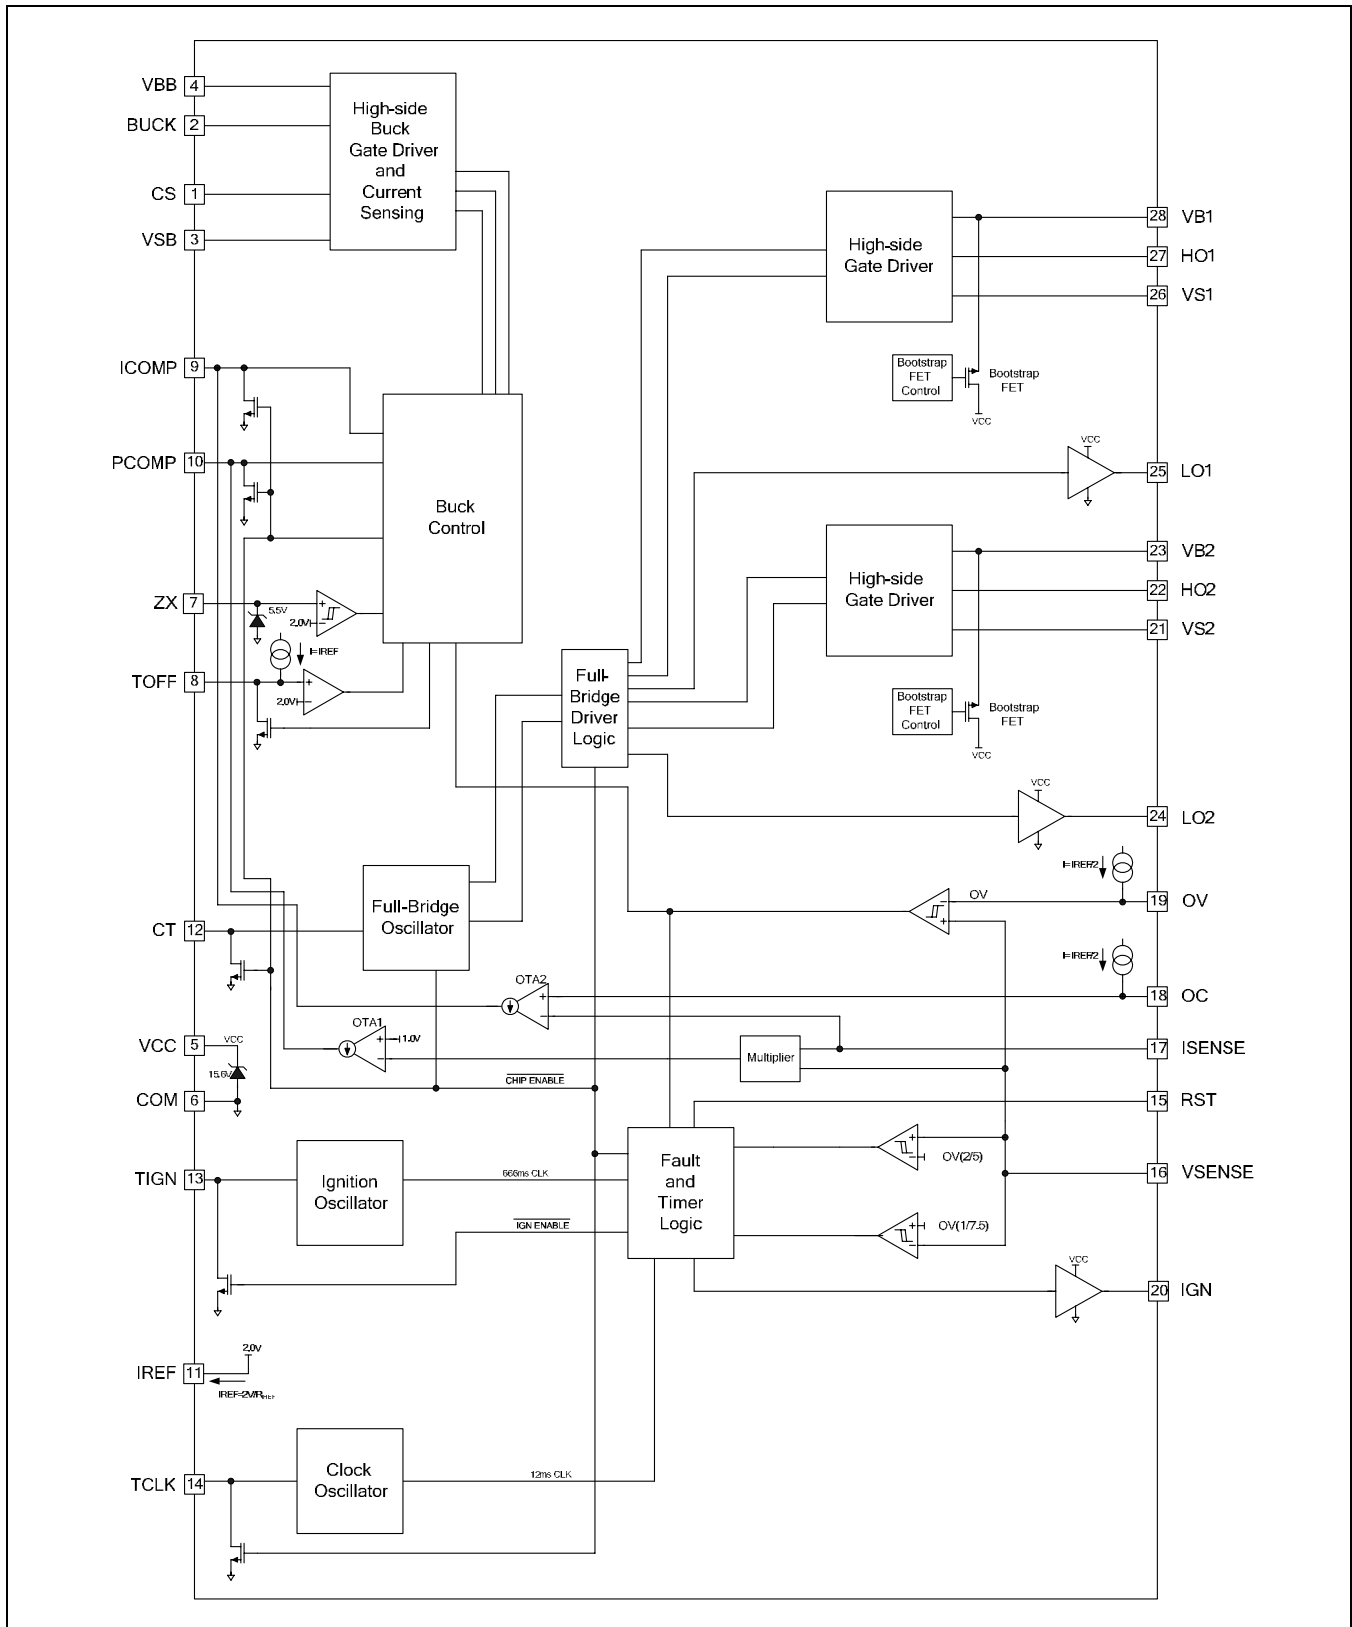 VBB 4
BUCK 2
CS 1
VSB 3
High-side
Buck
Gate Driver
and
Current
Sensing
High-side
Gate Driver
28 VB1
27 HO1
26 VS1
ICOMP 9
Bootstrap
FET
Control
Bootstrap
FET
VCC
PCOMP 10
VCC
25 LO1
Buck
Control
High-side
Gate Driver
23 VB2
22 HO2
21 VS2
ZX 7
5.5V
+
2.0V
−
I=IREF
TOFF 8
+
2.0V
−
Full-
Bridge
Driver
Logic
Bootstrap
FET
Control
Bootstrap
FET
VCC
VCC
24 LO2
I=IREF/2
OV
−
+
19 OV
Full-Bridge
Oscillator
CT 12
I=IREF/2
OTA2
+
−
18 OC
OTA1
+
1.0V
−
Multiplier
17 ISENSE
VCC 5
VCC
15.6V
COM 6
CHIP ENABLE
15 RST
Fault
and
Timer
Logic
+
−
OV(2/5)
16 VSENSE
TIGN 13
Ignition
Oscillator
666ms CLK
IGN ENABLE
+
−
OV(1/7.5)
VCC
20 IGN
IREF 11
2.0V
IREF=2V/RIREF
TCLK 14
Clock
Oscillator
12ms CLK